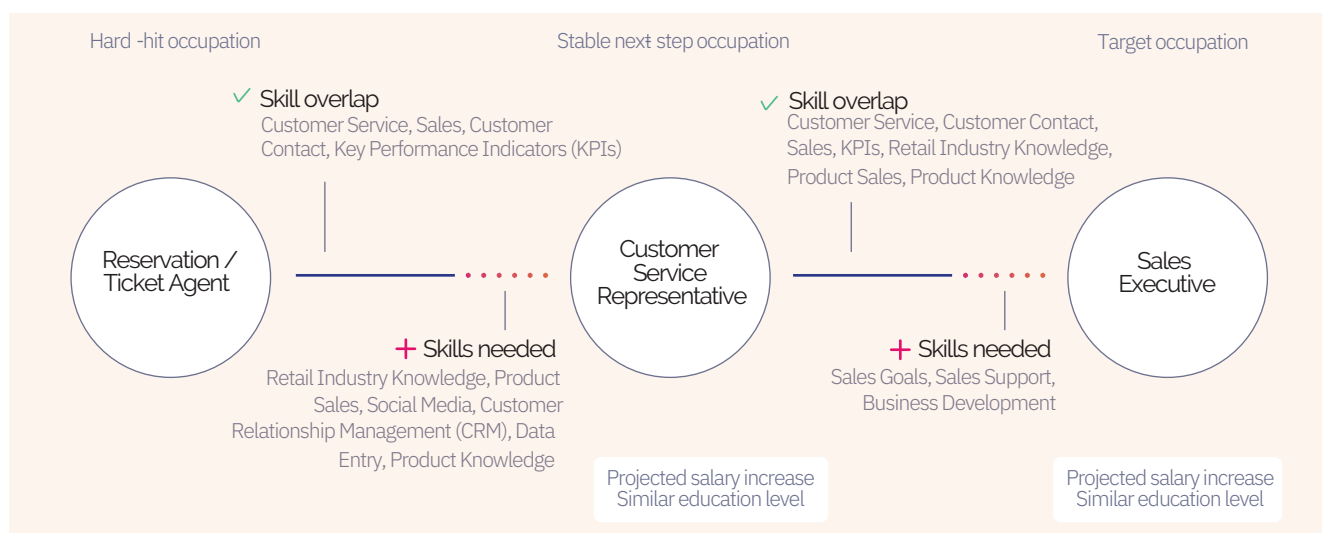 Hard -hit occupation
Stable next step occupation
Target occupation
Skill overlap
Customer Service, Sales, Customer
Contact, Key Performance Indicators (KPIs)
Skill overlap
Customer Service, Customer Contact,
Sales, KPIs, Retail Industry Knowledge,
Product Sales, Product Knowledge
Reservation /
Ticket Agent
Customer
Service
Representative
Sales
Executive
Skills needed
Retail Industry Knowledge, Product
Sales, Social Media, Customer
Relationship Management (CRM), Data
Entry, Product Knowledge
Skills needed
Sales Goals, Sales Support,
Business Development
Projected salary increase
Similar education level
Projected salary increase
Similar education level